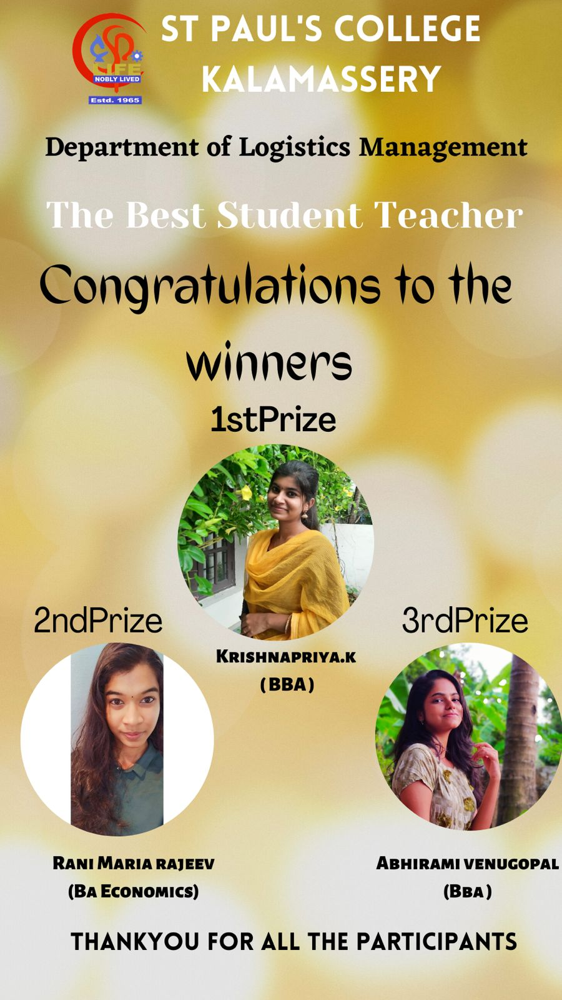 ST PAUL'S COLLEGE
KALAMASSERY
LIFE
NOBLY LIVED
Estd. 1965
Department of Logistics Management
The Best Student Teacher
Congratulations to the
winners
1stPrize
2ndPrize
3rdPrize
Krishnapriya.k
(BBA)
Rani Maria rajeev
(Ba Economics)
Abhirami venugopal
(Bba)
THANKYOU FOR ALL THE PARTICIPANTS